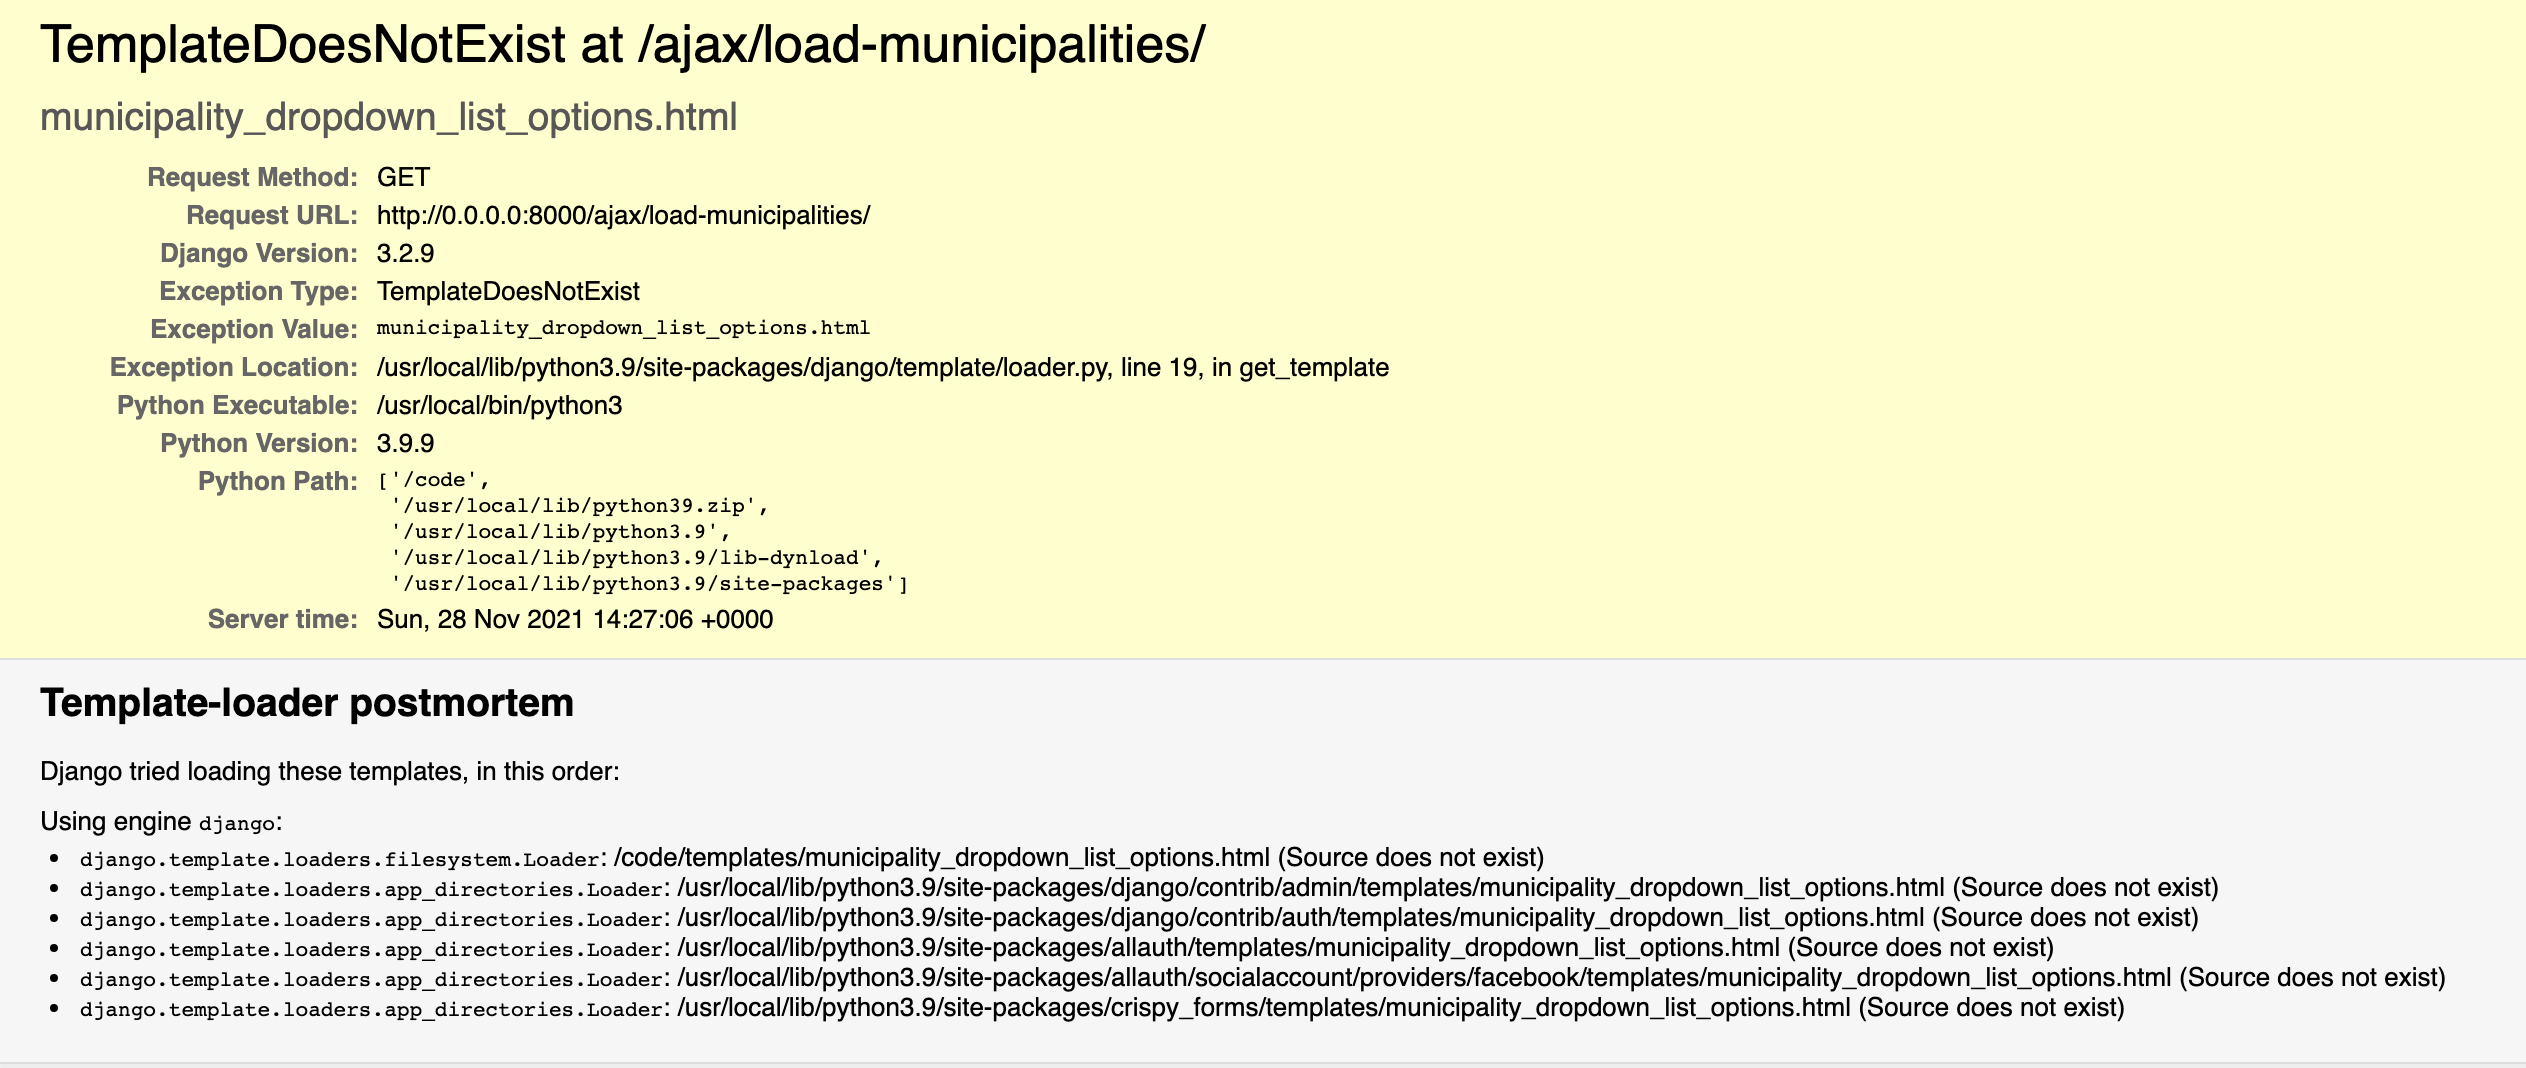 TemplateDoesNotExist at /ajax/load-municipalities/
municipality_dropdown_list_options.html
Request Method: GET
Request URL: http://0.0.0.0:8000/ajax/load-municipalities/
Django Version: 3.2.9
Exception Type: TemplateDoesNotExist
Exception Value: municipality_dropdown_list_options.html
Exception Location: /usr/local/lib/python3.9/site-packages/django/template/loader.py, line 19, in get_template
Python Executable: /usr/local/bin/python3
Python Version: 3.9.9
Python Path: ['/code',
'/usr/local/lib/python39.zip',
'/usr/local/lib/python3.9',
'/usr/local/lib/python3.9/lib-dynload',
'/usr/local/lib/python3.9/site-packages']
Server time: Sun, 28 Nov 2021 14:27:06 +0000
Template-loader postmortem
Django tried loading these templates, in this order:
Using engine django:
• django.template.loaders.filesystem.Loader: /code/templates/municipality_dropdown_list_options.html (Source does not exist)
• django.template.loaders.app_directories.Loader: /usr/local/lib/python3.9/site-packages/django/contrib/admin/templates/municipality_dropdown_list_options.html (Source does not exist)
• django.template.loaders.app_directories.Loader: /usr/local/lib/python3.9/site-packages/django/contrib/auth/templates/municipality_dropdown_list_options.html (Source does not exist)
• django.template.loaders.app_directories.Loader: /usr/local/lib/python3.9/site-packages/allauth/templates/municipality_dropdown_list_options.html (Source does not exist)
• django.template.loaders.app_directories.Loader: /usr/local/lib/python3.9/site-packages/allauth/socialaccount/providers/facebook/templates/municipality_dropdown_list_options.html (Source does not exist)
• django.template.loaders.app_directories.Loader: /usr/local/lib/python3.9/site-packages/crispy_forms/templates/municipality_dropdown_list_options.html (Source does not exist)